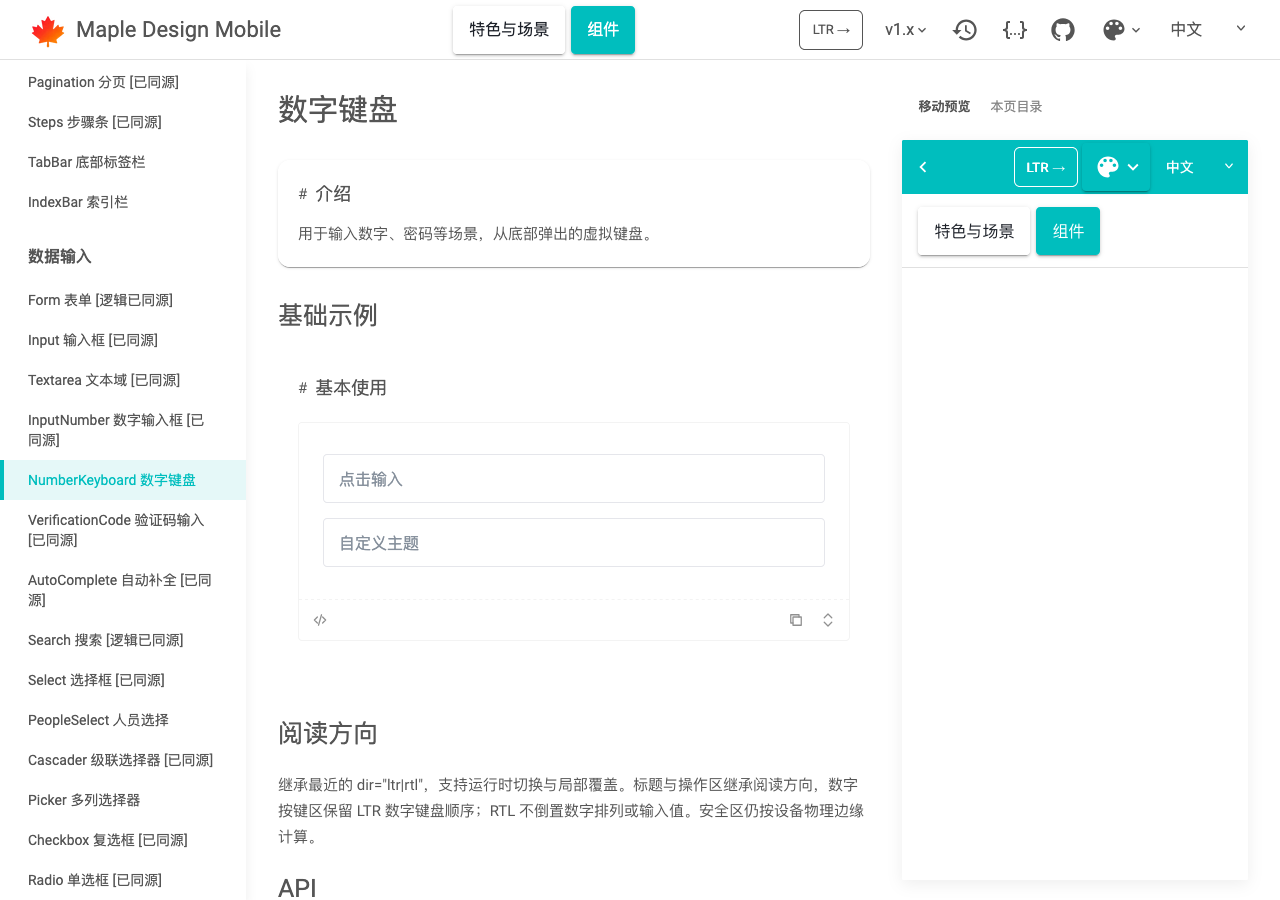 Maple Design Mobile
特色与场景
组件
LTR →
v1.x
{...}
中文
Pagination 分页 [已同源]
Steps 步骤条 [已同源]
TabBar 底部标签栏
IndexBar 索引栏
数据输入
Form 表单 [逻辑已同源]
Input 输入框 [已同源]
Textarea 文本域 [已同源]
InputNumber 数字输入框 [已
同源]
NumberKeyboard 数字键盘
VerificationCode 验证码输入
[已同源]
AutoComplete 自动补全 [已同
源]
Search 搜索 [逻辑已同源]
Select 选择框 [已同源]
PeopleSelect 人员选择
Cascader 级联选择器 [已同源]
Picker 多列选择器
Checkbox 复选框 [已同源]
Radio 单选框 [已同源]
数字键盘
# 介绍
用于输入数字、密码等场景，从底部弹出的虚拟键盘。
基础示例
# 基本使用
点击输入
自定义主题
阅读方向
继承最近的 dir="ltr|rtl"，支持运行时切换与局部覆盖。标题与操作区继承阅读方向，数字
按键区保留 LTR 数字键盘顺序；RTL 不倒置数字排列或输入值。安全区仍按设备物理边缘
计算。
API
移动预览
本页目录
LTR →
中文
特色与场景
组件